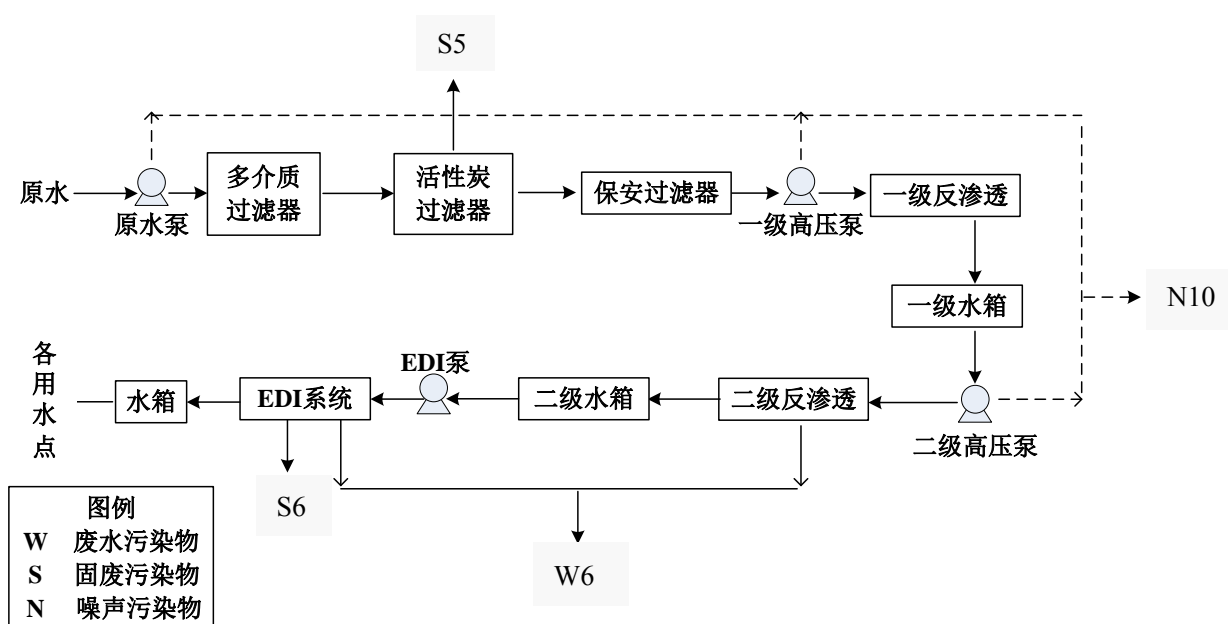 S5
原水
原水泵
多介质
过滤器
活性炭
过滤器
保安过滤器
一级高压泵
一级反渗透
一级水箱
N10
各用水点
水箱
EDI系统
EDI泵
二级水箱
二级反渗透
二级高压泵
S6
W6
图例
W 废水污染物
S 固废污染物
N 噪声污染物